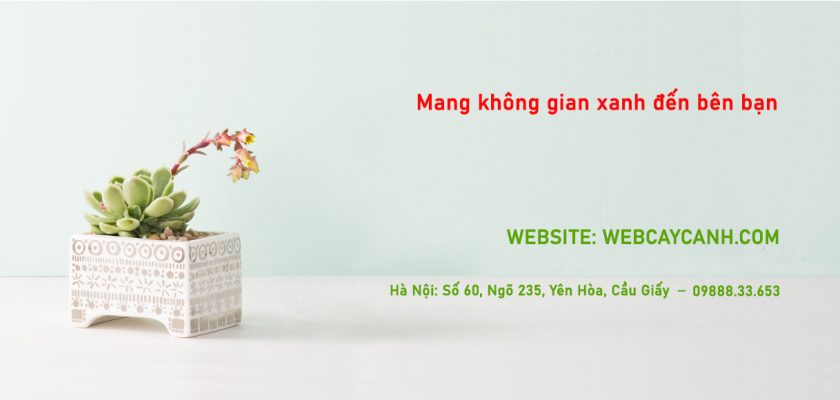 Mang không gian xanh đến bên bạn
WEBSITE: WEBCAYCANH.COM
Hà Nội: Số 60, Ngõ 235, Yên Hòa, Cầu Giấy – 09888.33.653